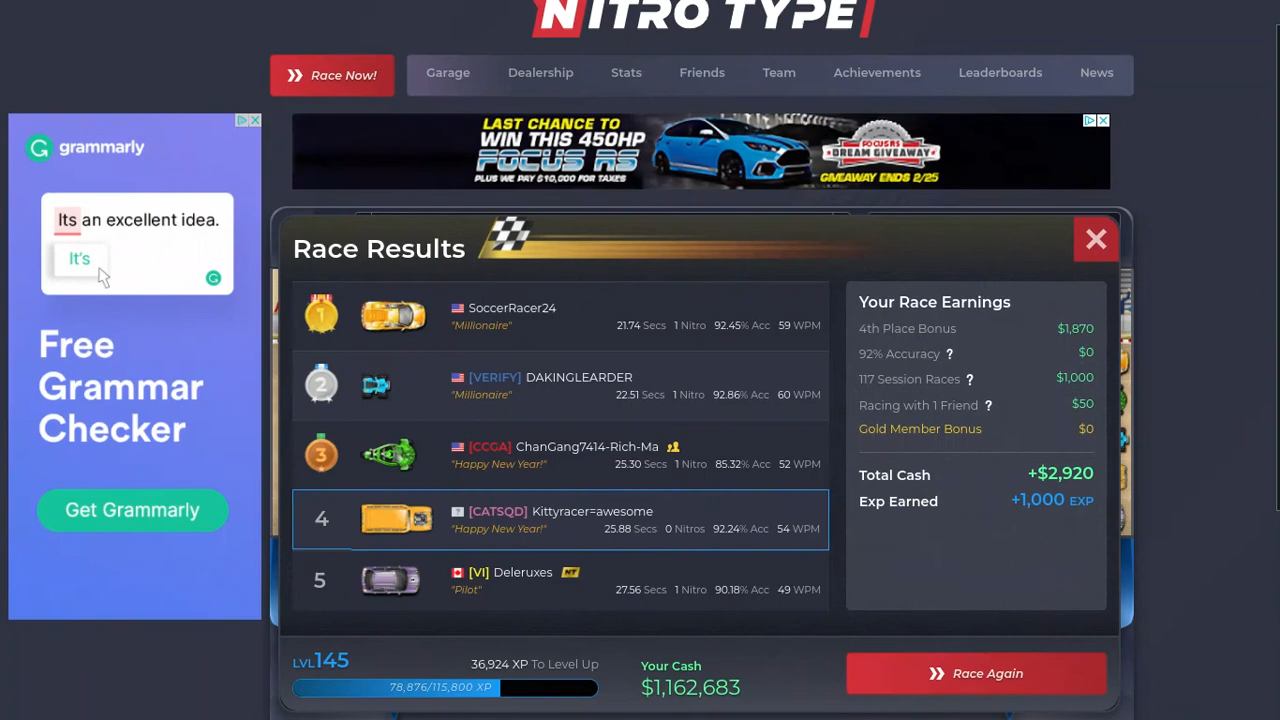 NITRO TYPE
Race Now!
Garage
Dealership
Stats
Friends
Team
Achievements
Leaderboards
News
grammarly
Its an excellent idea.
It's
Free
Grammar
Checker
Get Grammarly
LAST CHANCE TO
WIN THIS 450HP
FOCUS RS
PLUS WE PAY $10,000 FOR TAXES
FOCUS RS
DREAM GIVEAWAY
GIVEAWAY ENDS 2/25
Race Results
1
SoccerRacer24
"Millionaire"
21.74 Secs 1 Nitro 92.45% Acc 59 WPM
2
[VERIFY] DAKINGLEARDER
"Millionaire"
22.51 Secs 1 Nitro 92.86% Acc 60 WPM
3
[CCGA] ChanGang7414-Rich-Ma
"Happy New Year!"
25.30 Secs 1 Nitro 85.32% Acc 52 WPM
4
[CATSQD] Kittyracer=awesome
"Happy New Year!"
25.88 Secs 0 Nitros 92.24% Acc 54 WPM
5
[VI] Deleruxes NT
"Pilot"
27.56 Secs 1 Nitro 90.18% Acc 49 WPM
Your Race Earnings
4th Place Bonus $1,870
92% Accuracy ? $0
117 Session Races ? $1,000
Racing with 1 Friend ? $50
Gold Member Bonus $0
Total Cash +$2,920
Exp Earned +1,000 EXP
LVL145
36,924 XP To Level Up
78,876/115,800 XP
Your Cash
$1,162,683
Race Again